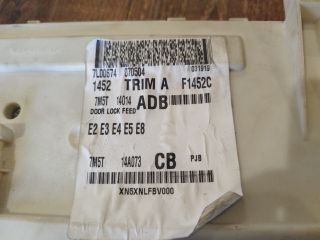 7L00674 070504 031919
1452 TRIM A F1452C
7M5T 14014 ADB
DOOR LOCK FEED
E2 E3 E4 E5 E8
7M5T 14A073 CB PJB
XN5XNLFBV000